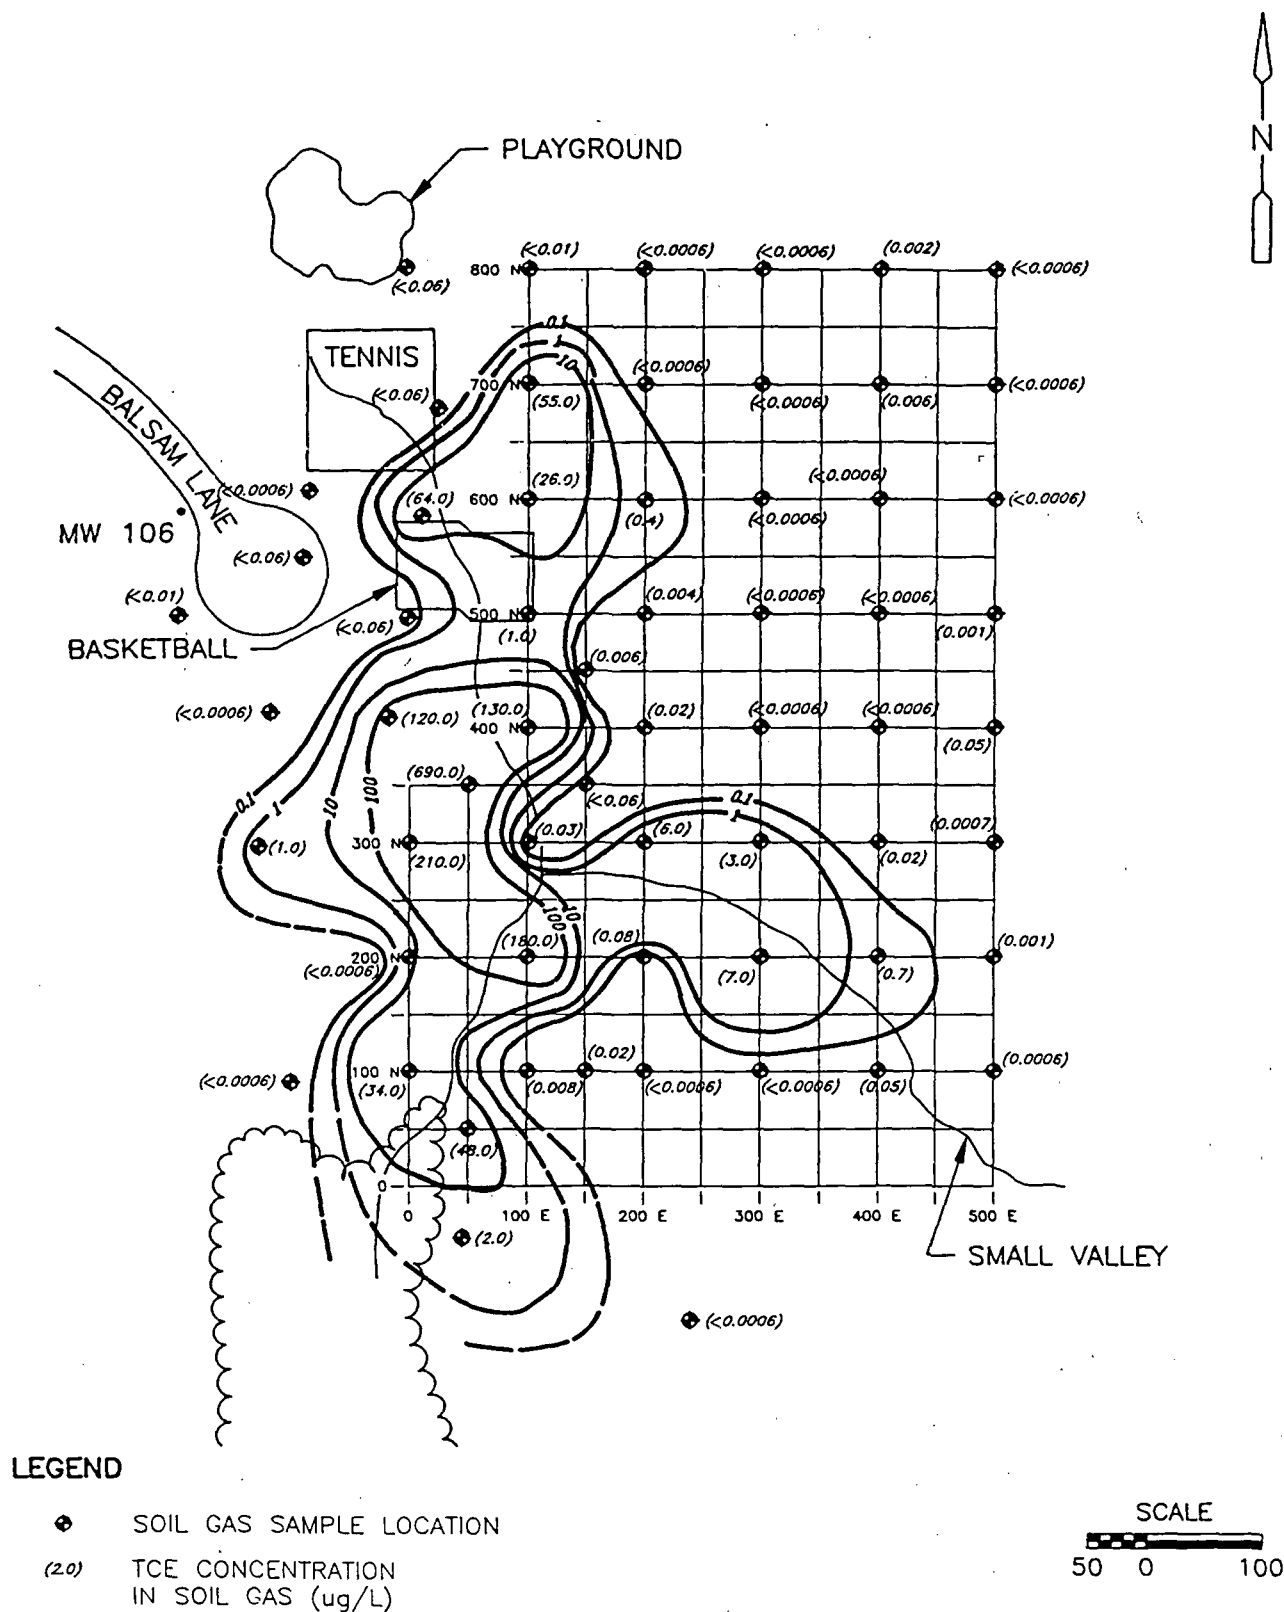 N
PLAYGROUND
(<0.01)
(<0.0006)
(<0.0006)
(0.002)
(<0.0006)
800 N
(<0.06)
0.1
1
10
TENNIS
(<0.0006)
700 N
(<0.0006)
(<0.06)
(55.0)
(<0.0006)
(0.006)
BALSAM LANE
(<0.0006)
(26.0)
(<0.0006)
(64.0)
600 N
(<0.0006)
(0.4)
(<0.0006)
MW 106
(<0.06)
(<0.01)
(0.004)
(<0.0006)
(<0.0006)
500 N
(<0.06)
(1.0)
(0.001)
BASKETBALL
(0.006)
(<0.0006)
(120.0)
(130.0)
(0.02)
(<0.0006)
(<0.0006)
400 N
(0.05)
(690.0)
100
10
1
0.1
(<0.06)
0.1
1
(0.03)
(6.0)
(0.0007)
(1.0)
300 N
(210.0)
(3.0)
(0.02)
10
100
(180.0)
(0.08)
(0.001)
200 N
(<0.0006)
(7.0)
(0.7)
(0.02)
(0.0006)
100 N
(<0.0006)
(34.0)
(0.008)
(<0.0006)
(<0.0006)
(0.05)
(48.0)
0
0
100 E
200 E
300 E
400 E
500 E
(2.0)
SMALL VALLEY
(<0.0006)
LEGEND
SOIL GAS SAMPLE LOCATION
(2.0) TCE CONCENTRATION
IN SOIL GAS (ug/L)
SCALE
50 0 100